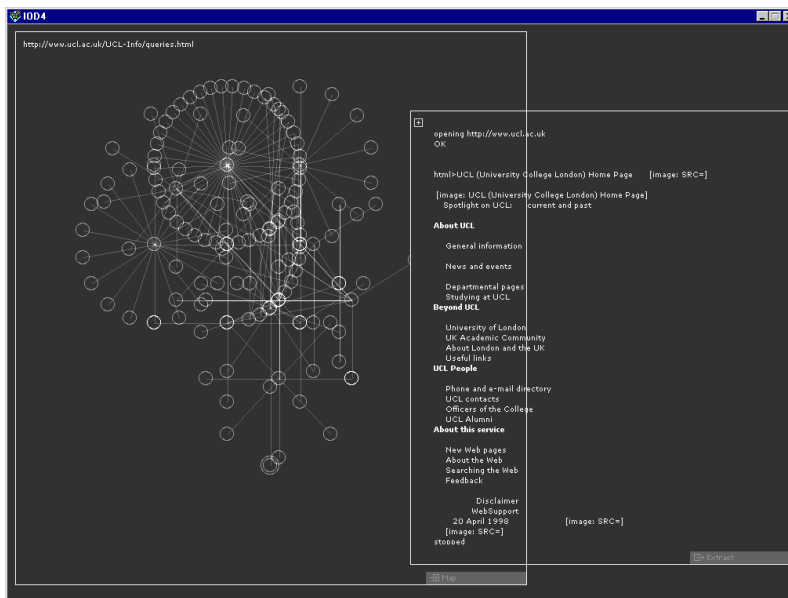 IOD4
http://www.ucl.ac.uk/UCL-Info/queries.html
opening http://www.ucl.ac.uk
OK
html>UCL (University College London) Home Page [image: SRC=]
[image: UCL (University College London) Home Page]
Spotlight on UCL: current and past
About UCL
General information
News and events
Departmental pages
Studying at UCL
Beyond UCL
University of London
UK Academic Community
About London and the UK
Useful links
UCL People
Phone and e-mail directory
UCL contacts
Officers of the College
UCL Alumni
About this service
New Web pages
About the Web
Searching the Web
Feedback
Disclaimer
WebSupport
20 April 1998 [image: SRC=]
[image: SRC=]
stopped
Extract
Map